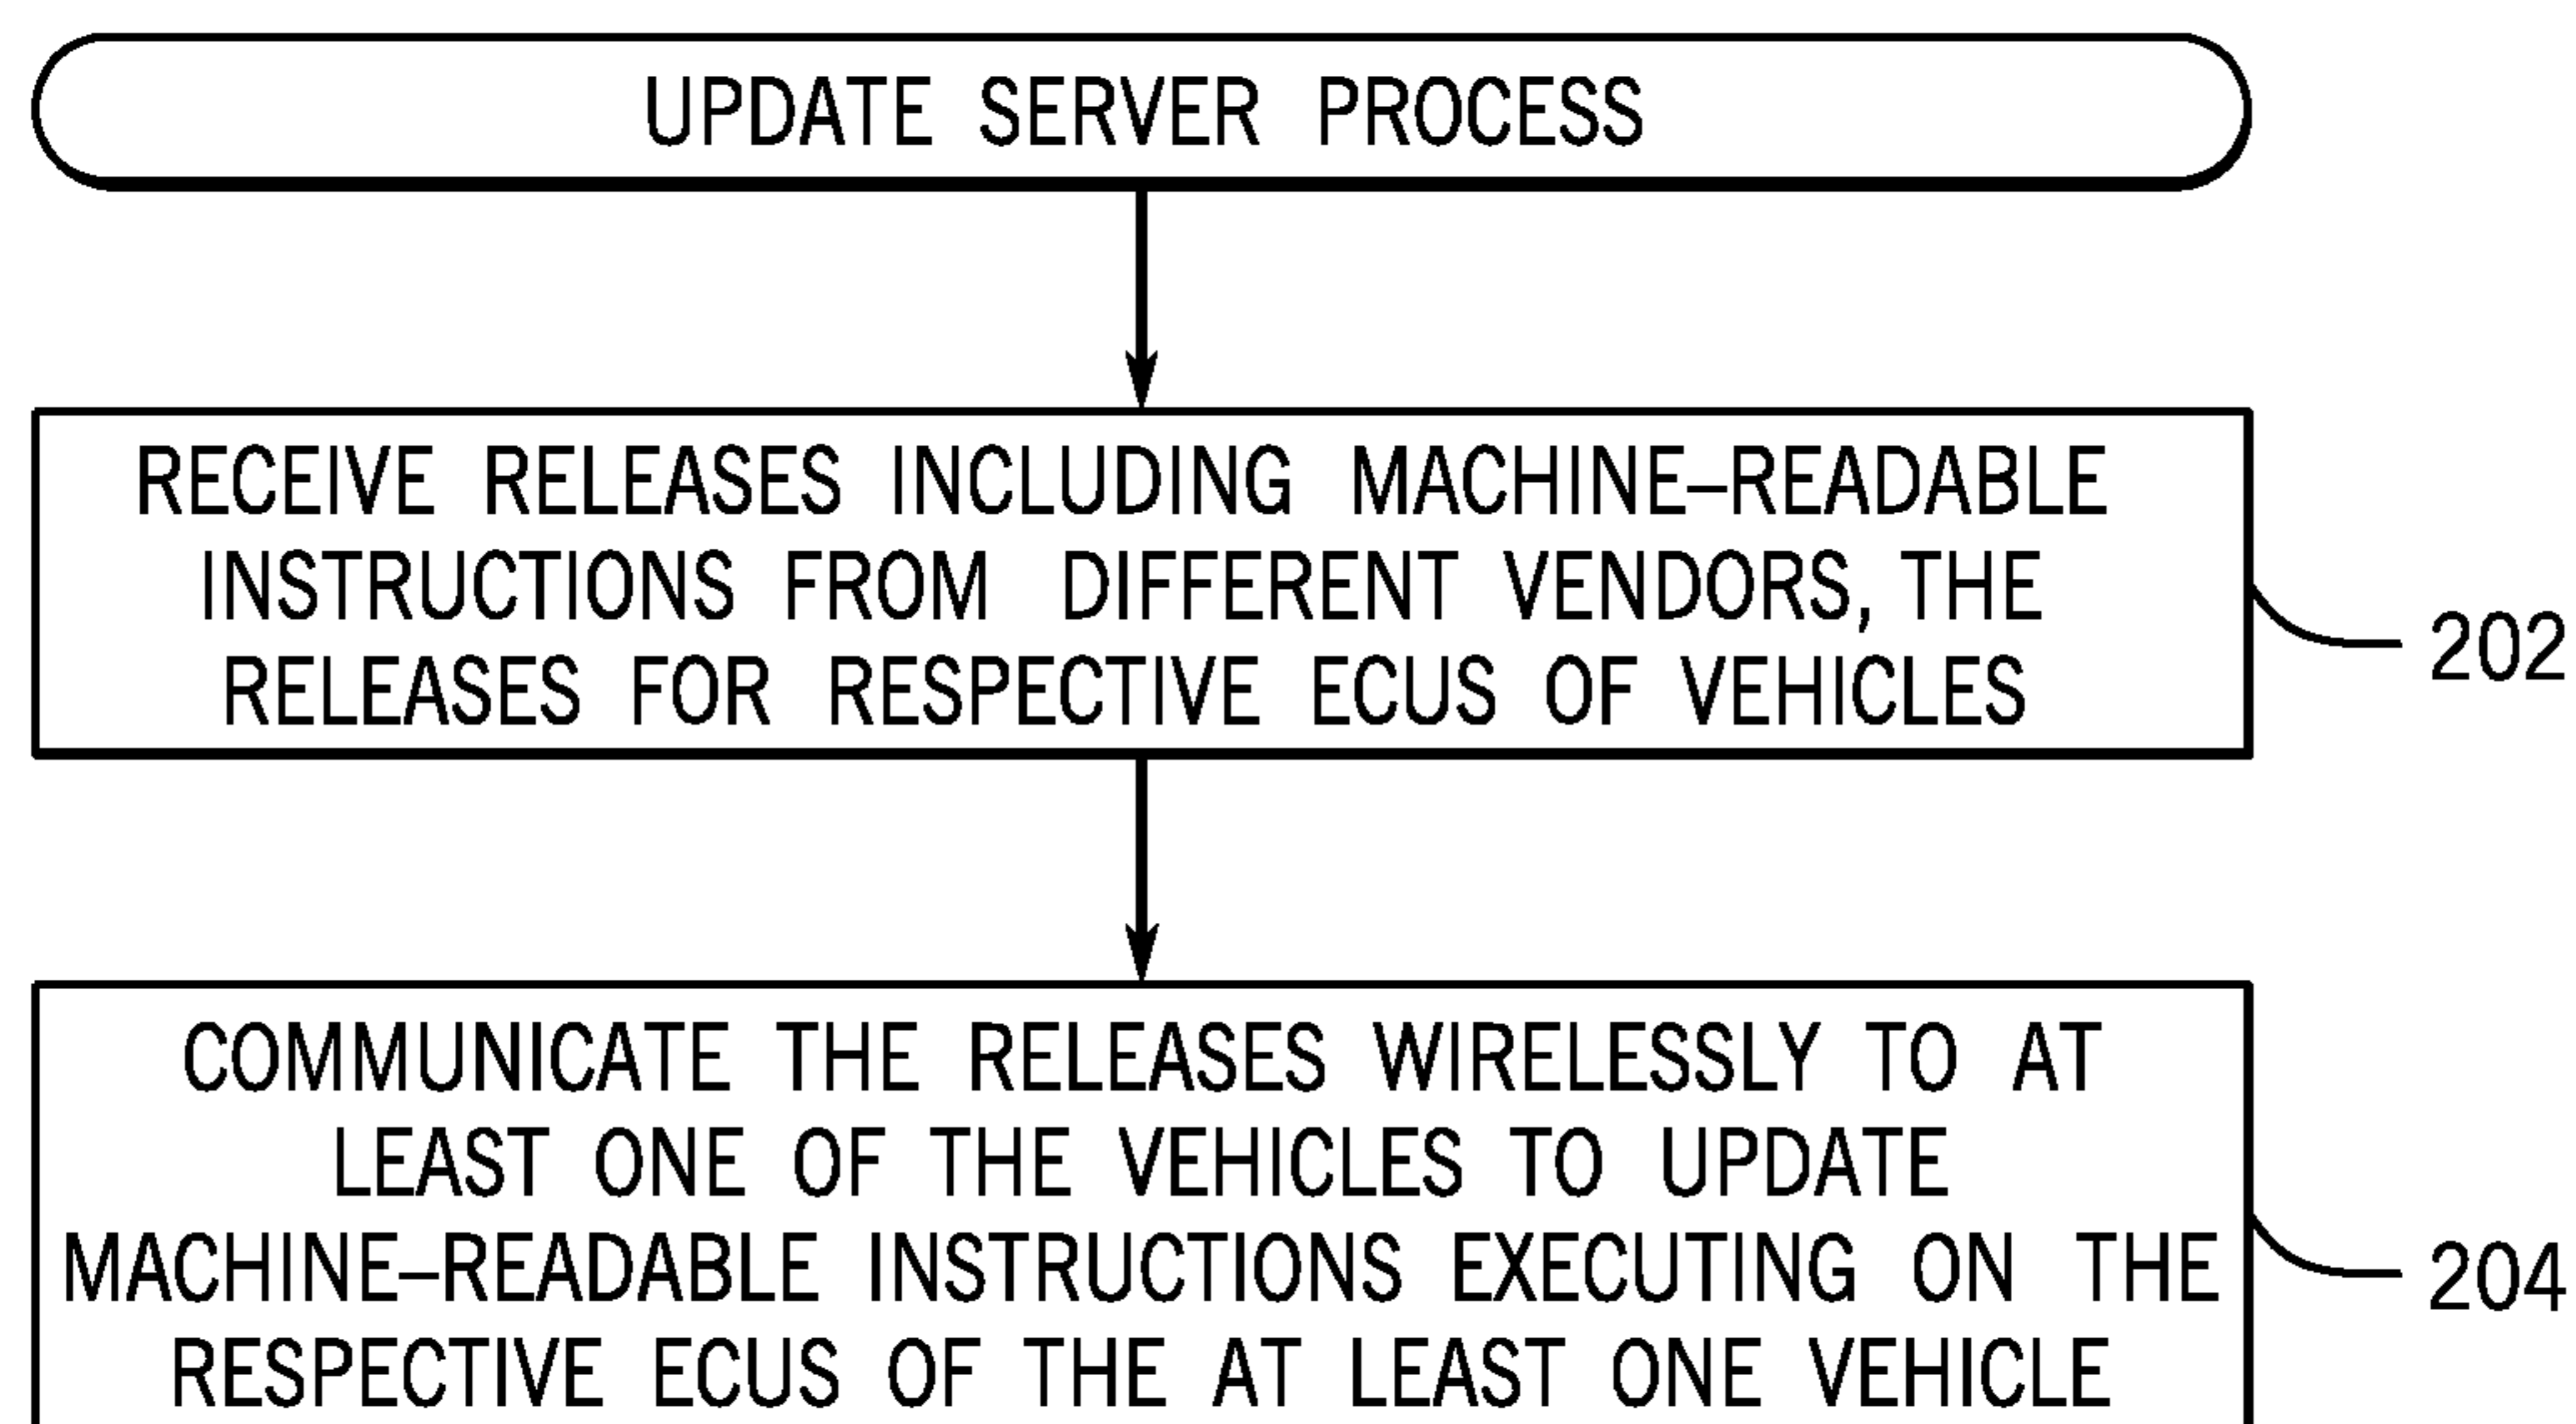 UPDATE SERVER PROCESS
RECEIVE RELEASES INCLUDING MACHINE–READABLE
INSTRUCTIONS FROM DIFFERENT VENDORS, THE
RELEASES FOR RESPECTIVE ECUS OF VEHICLES
202
COMMUNICATE THE RELEASES WIRELESSLY TO AT
LEAST ONE OF THE VEHICLES TO UPDATE
MACHINE–READABLE INSTRUCTIONS EXECUTING ON THE
RESPECTIVE ECUS OF THE AT LEAST ONE VEHICLE
204